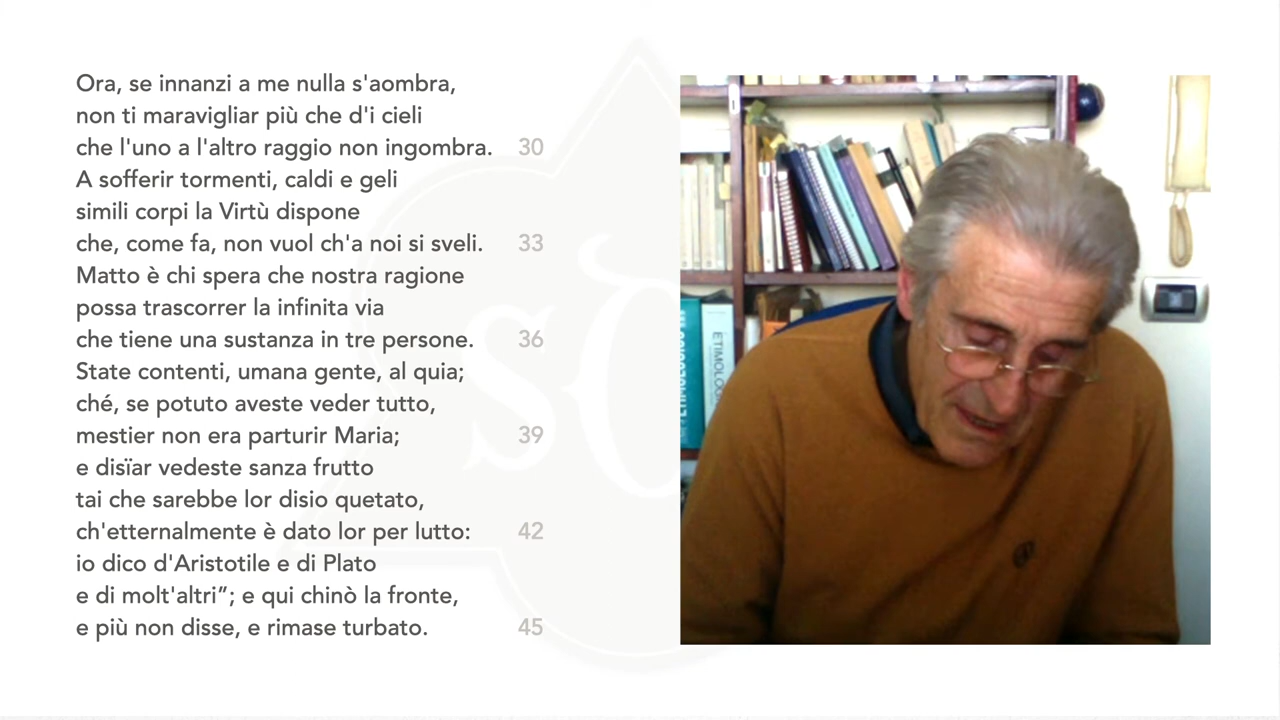 Ora, se innanzi a me nulla s'aombra,
non ti maravigliar più che d'i cieli
che l'uno a l'altro raggio non ingombra. 30
A sofferir tormenti, caldi e geli
simili corpi la Virtù dispone
che, come fa, non vuol ch'a noi si sveli. 33
Matto è chi spera che nostra ragione
possa trascorrer la infinita via
che tiene una sustanza in tre persone. 36
State contenti, umana gente, al quia;
ché, se potuto aveste veder tutto,
mestier non era parturir Maria; 39
e disïar vedeste sanza frutto
tai che sarebbe lor disio quetato,
ch'etternalmente è dato lor per lutto: 42
io dico d'Aristotile e di Plato
e di molt'altri”; e qui chinò la fronte,
e più non disse, e rimase turbato. 45